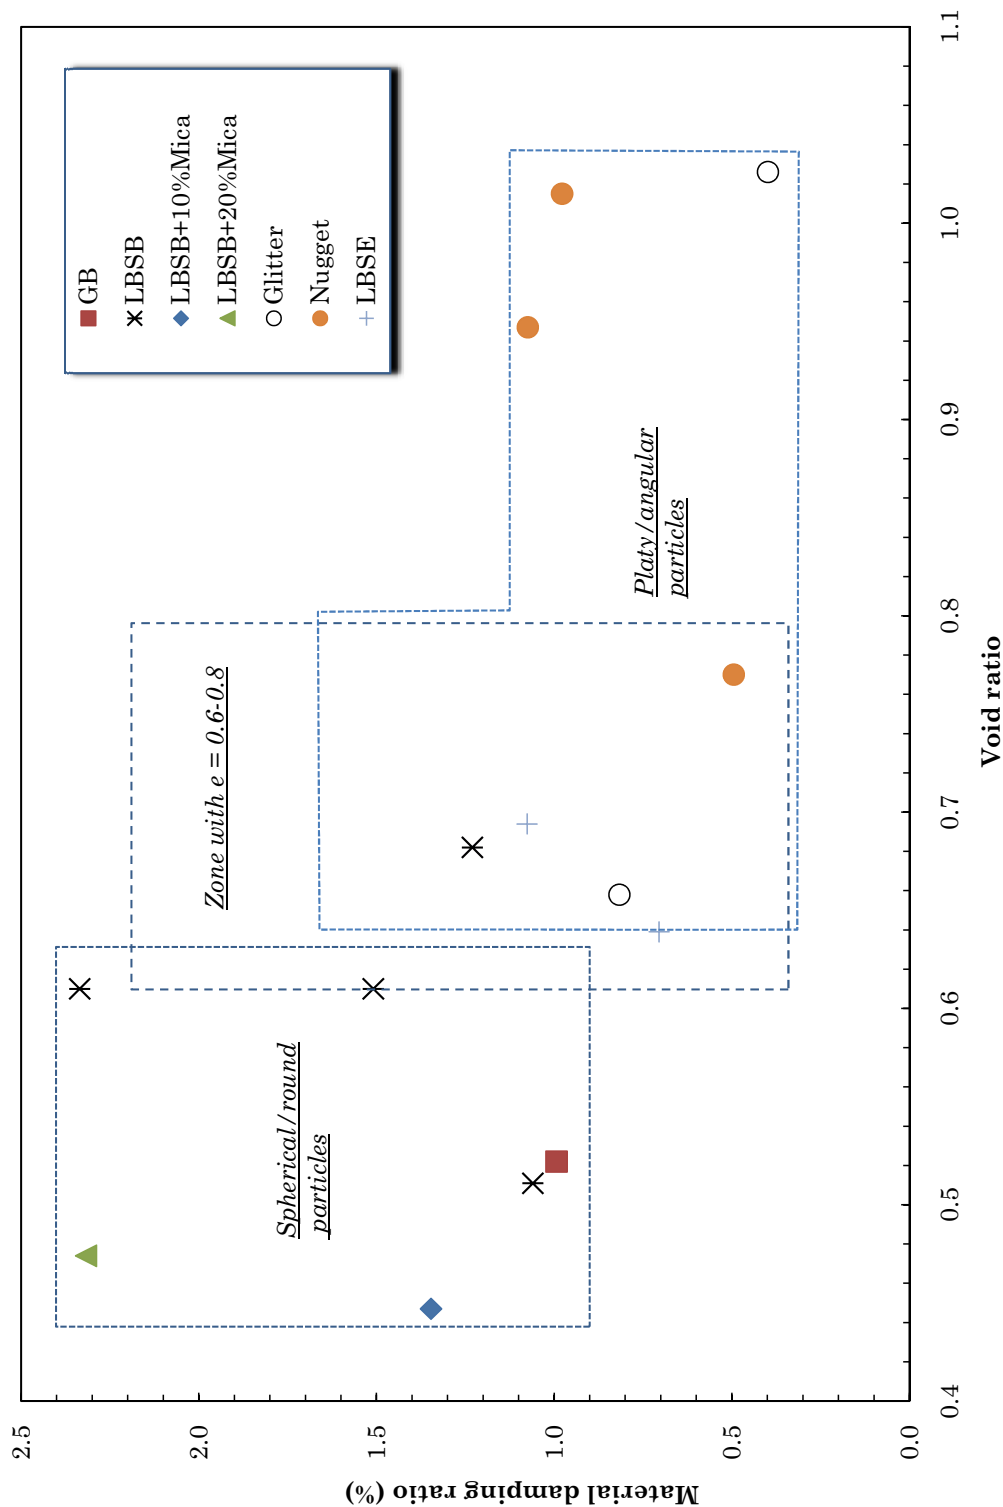 2.5
2.0
1.5
1.0
0.5
0.0
Material damping ratio (%)
0.4
0.5
0.6
0.7
0.8
0.9
1.0
1.1
Void ratio
GB
LBSB
LBSB+10%Mica
LBSB+20%Mica
Glitter
Nugget
LBSE
Zone with e = 0.6-0.8
Spherical/round
particles
Platy/angular
particles